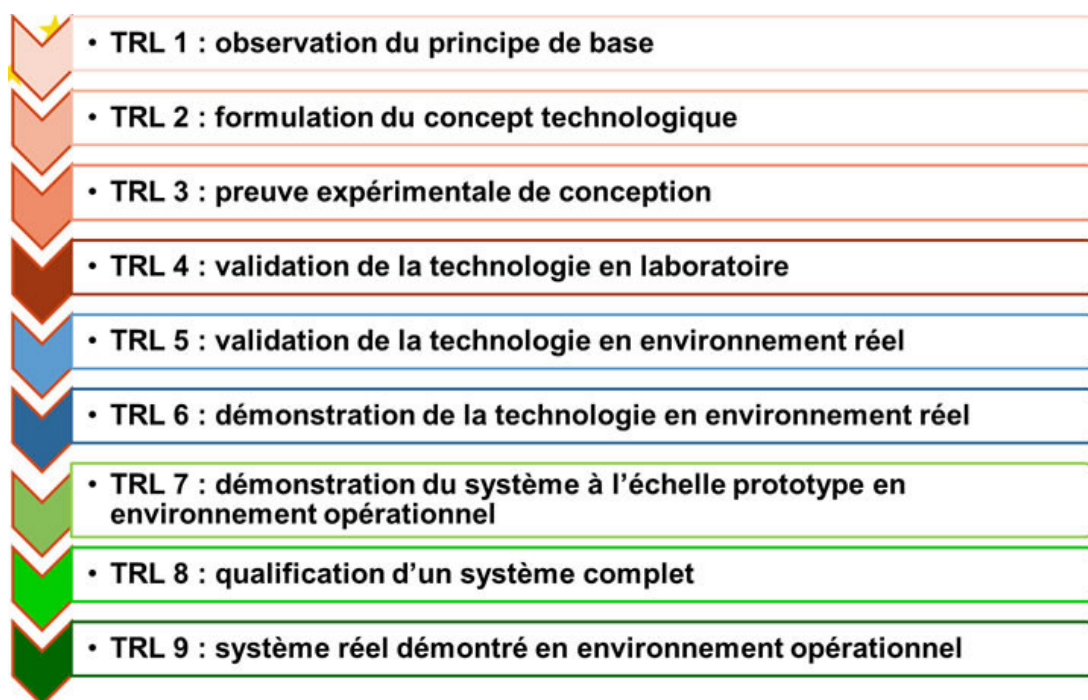 • TRL 1 : observation du principe de base
• TRL 2 : formulation du concept technologique
• TRL 3 : preuve expérimentale de conception
• TRL 4 : validation de la technologie en laboratoire
• TRL 5 : validation de la technologie en environnement réel
• TRL 6 : démonstration de la technologie en environnement réel
• TRL 7 : démonstration du système à l’échelle prototype en
environnement opérationnel
• TRL 8 : qualification d’un système complet
• TRL 9 : système réel démontré en environnement opérationnel